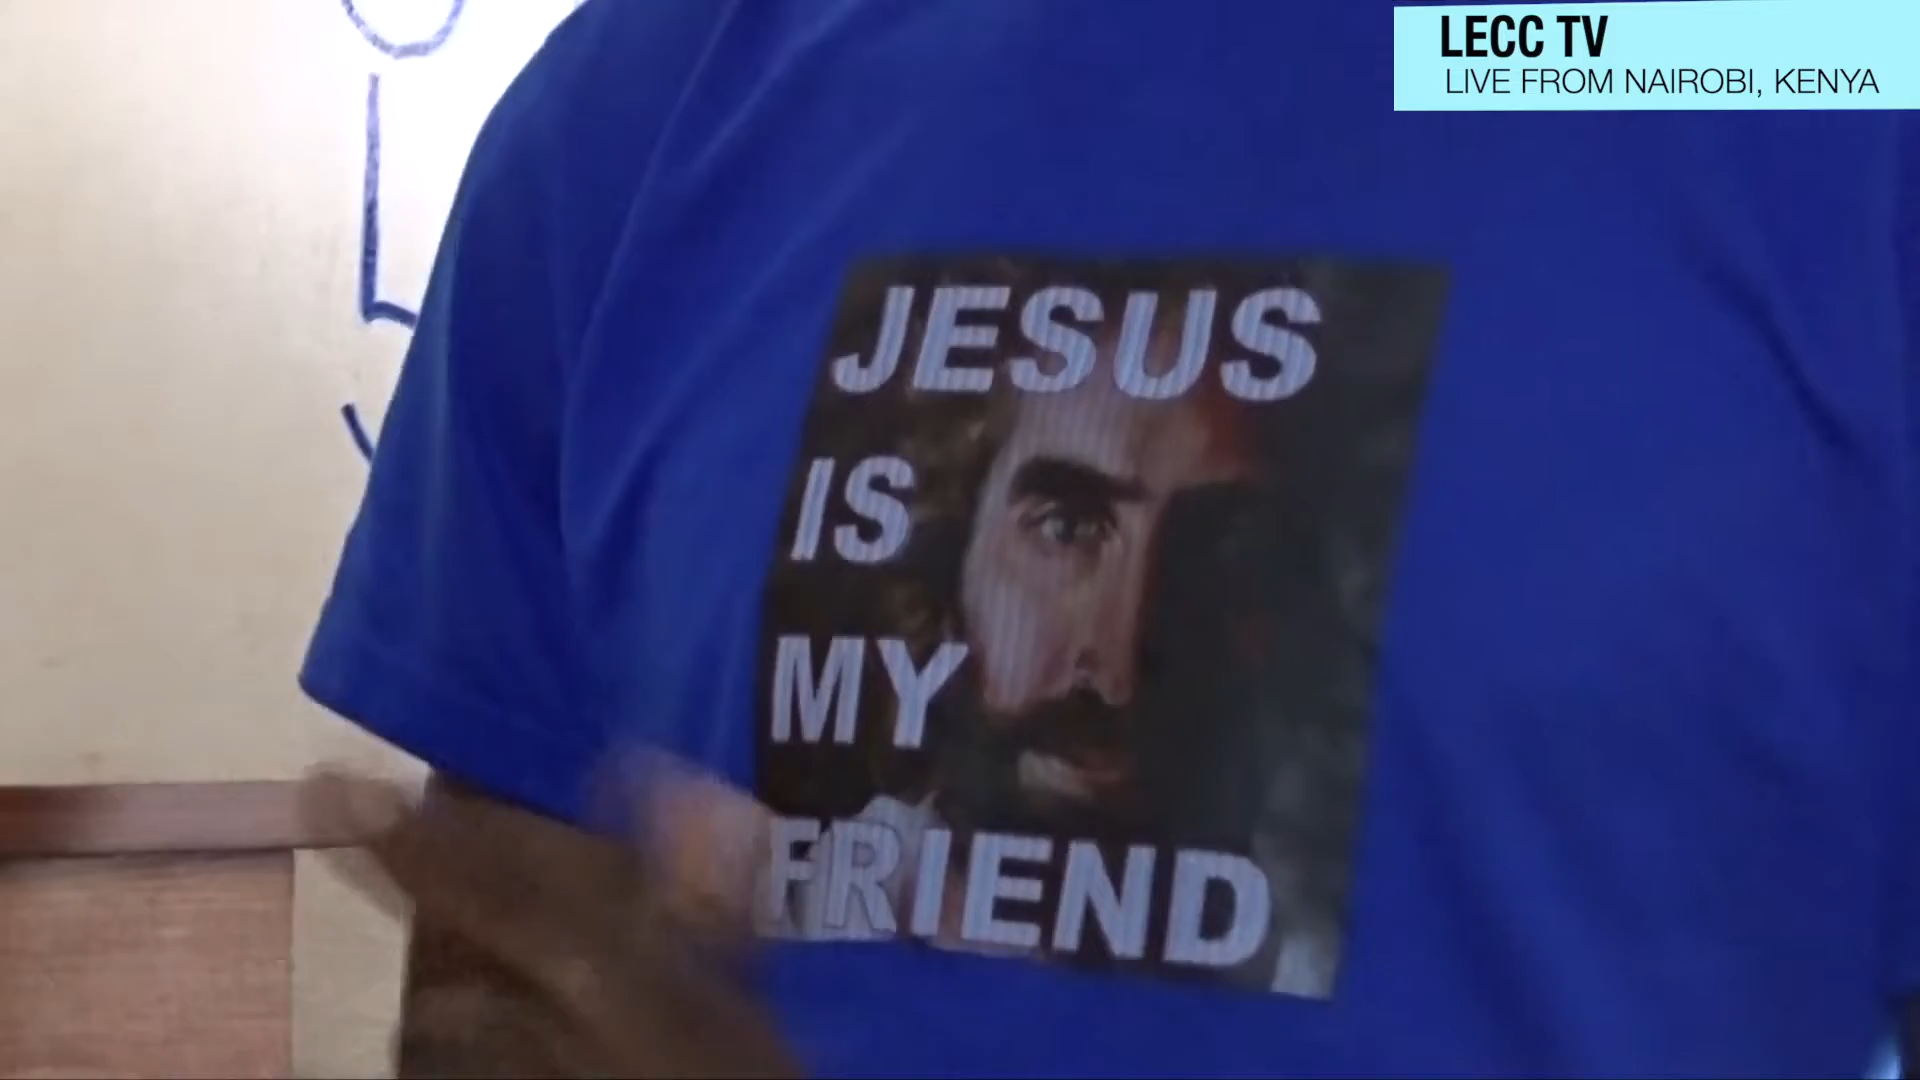 LECC TV
LIVE FROM NAIROBI, KENYA
JESUS
IS
MY
FRIEND